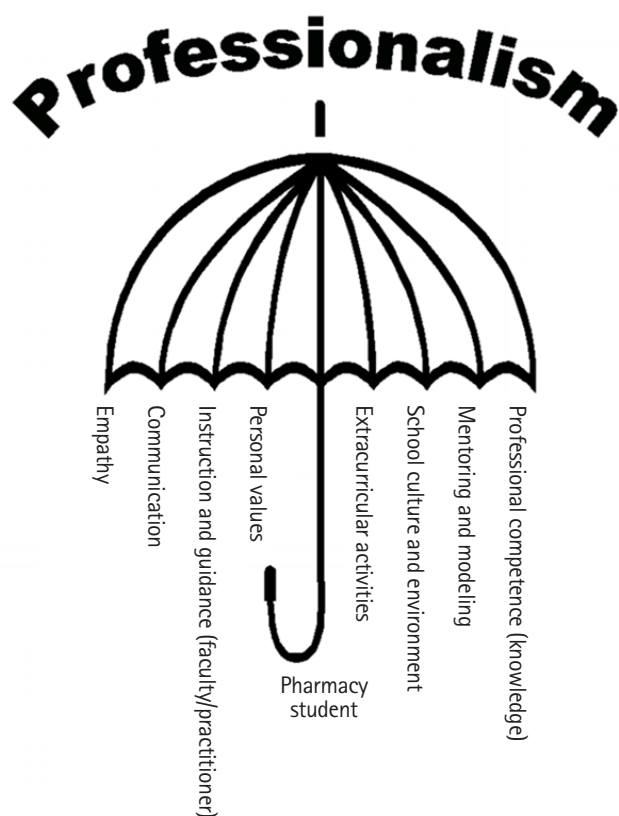 Professionalism
Empathy
Communication
Instruction and guidance (faculty/practitioner)
Personal values
Extracurricular activities
School culture and environment
Mentoring and modeling
Professional competence (knowledge)
Pharmacy
student